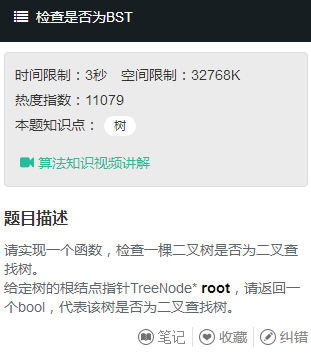 检查是否为BST
时间限制：3秒 空间限制：32768K
热度指数：11079
本题知识点： 树
算法知识视频讲解
题目描述
请实现一个函数，检查一棵二叉树是否为二叉查
找树。
给定树的根结点指针TreeNode* root，请返回一
个bool，代表该树是否为二叉查找树。
笔记 收藏 纠错